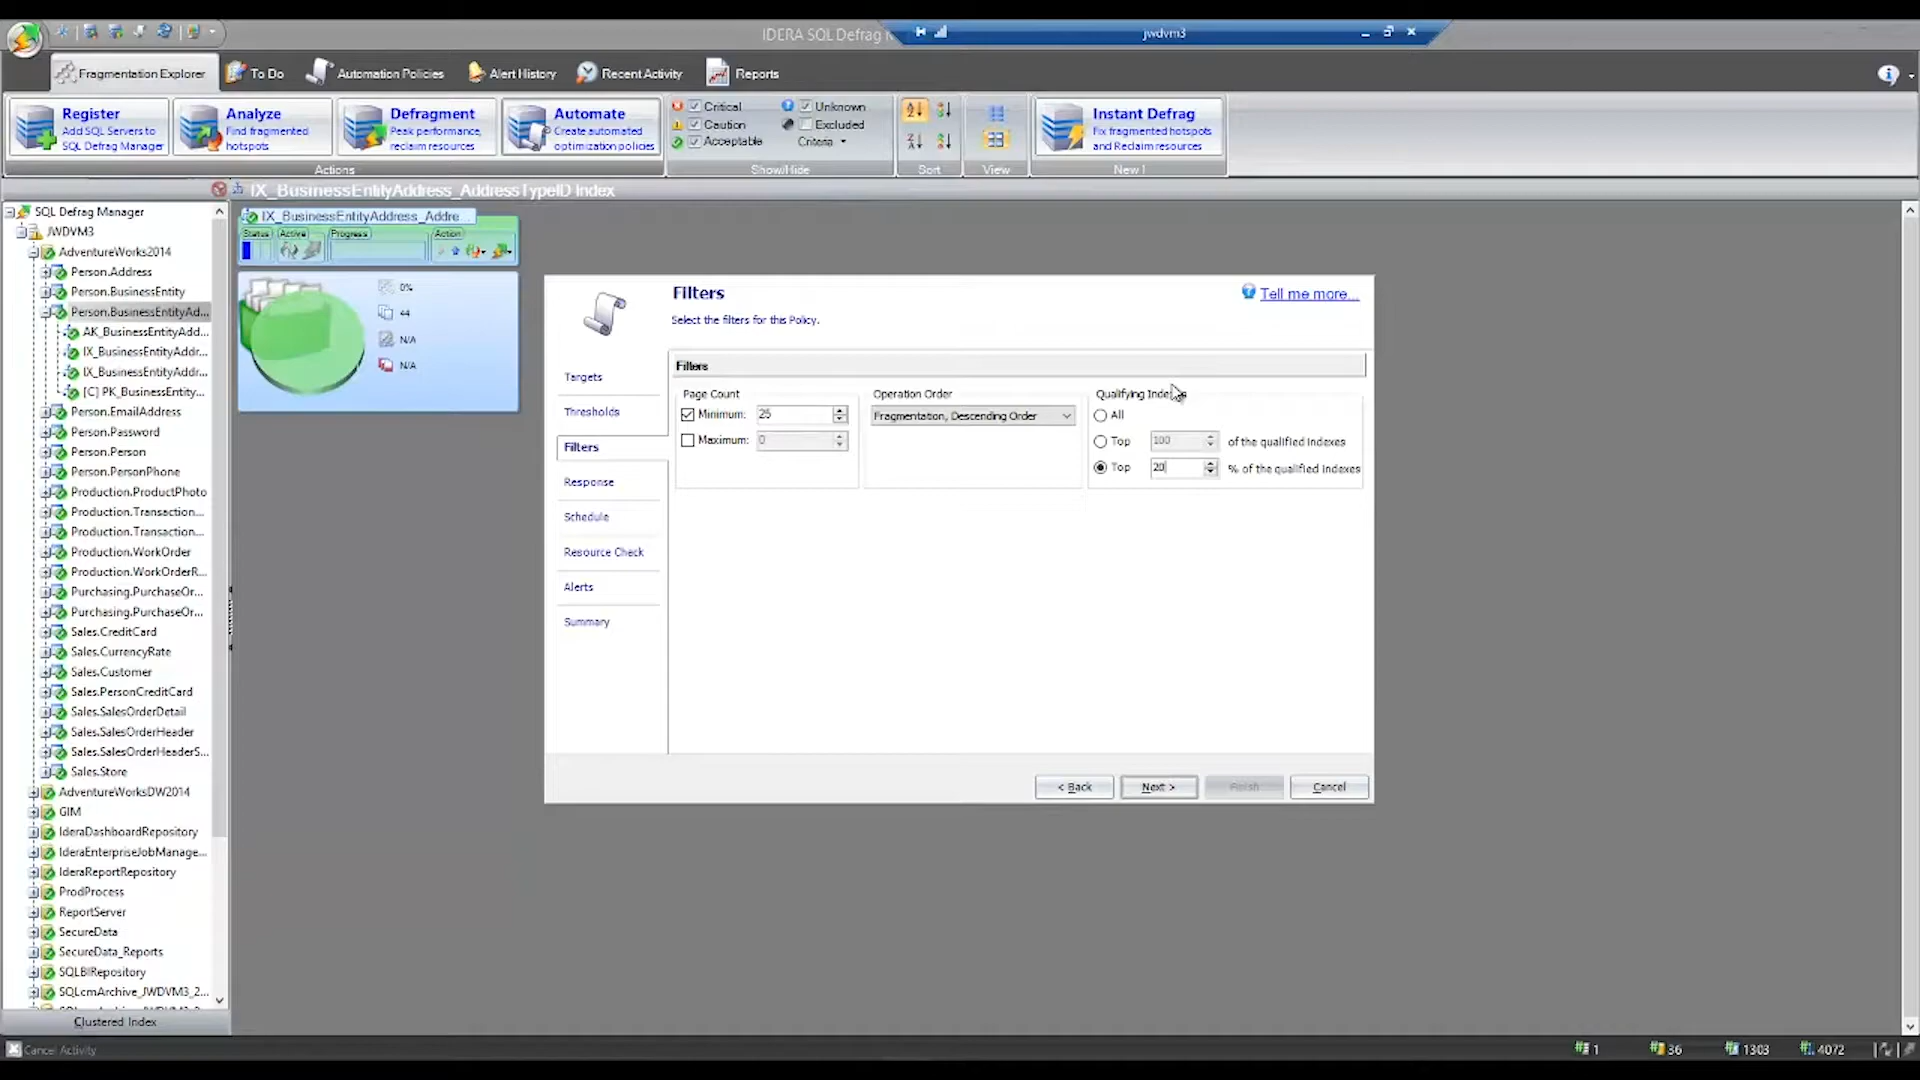 IDERA SQL Defrag
jwdvm3
Fragmentation Explorer
To Do
Automation Policies
Alert History
Recent Activity
Reports
Register
Add SQL Servers to
SQL Defrag Manager
Analyze
Find fragmented
hotspots
Defragment
Peak performance,
reclaim resources
Automate
Create automated
optimization policies
Actions
Critical
Caution
Acceptable
Unknown
Excluded
Criteria
Show/Hide
Sort
View
Instant Defrag
Fix fragmented hotspots
and Reclaim resources
New!
IX_BusinessEntityAddress_AddressTypeID Index
SQL Defrag Manager
JWDVM3
AdventureWorks2014
Person.Address
Person.BusinessEntity
Person.BusinessEntityAd...
AK_BusinessEntityAdd...
IX_BusinessEntityAddr...
IX_BusinessEntityAddr...
[C] PK_BusinessEntity...
Person.EmailAddress
Person.Password
Person.Person
Person.PersonPhone
Production.ProductPhoto
Production.Transaction...
Production.Transaction...
Production.WorkOrder
Production.WorkOrderR...
Purchasing.PurchaseOr...
Purchasing.PurchaseOr...
Sales.CreditCard
Sales.CurrencyRate
Sales.Customer
Sales.PersonCreditCard
Sales.SalesOrderDetail
Sales.SalesOrderHeader
Sales.SalesOrderHeaderS...
Sales.Store
AdventureWorksDW2014
GIM
IderaDashboardRepository
IderaEnterpriseJobManage...
IderaReportRepository
ProdProcess
ReportServer
SecureData
SecureData_Reports
SQLBIRepository
SQLcmArchive_JWDVM3_2...
Clustered Index
IX_BusinessEntityAddress_Addre...
Status
Active
Progress
Action
0%
44
N/A
N/A
Filters
Select the filters for this Policy.
Tell me more...
Targets
Thresholds
Filters
Response
Schedule
Resource Check
Alerts
Summary
Filters
Page Count
Minimum: 25
Maximum: 0
Operation Order
Fragmentation, Descending Order
Qualifying
All
Top 100 of the qualified indexes
Top 20 % of the qualified indexes
< Back
Next >
Finish
Cancel
Cancel Activity
1
36
1303
4072